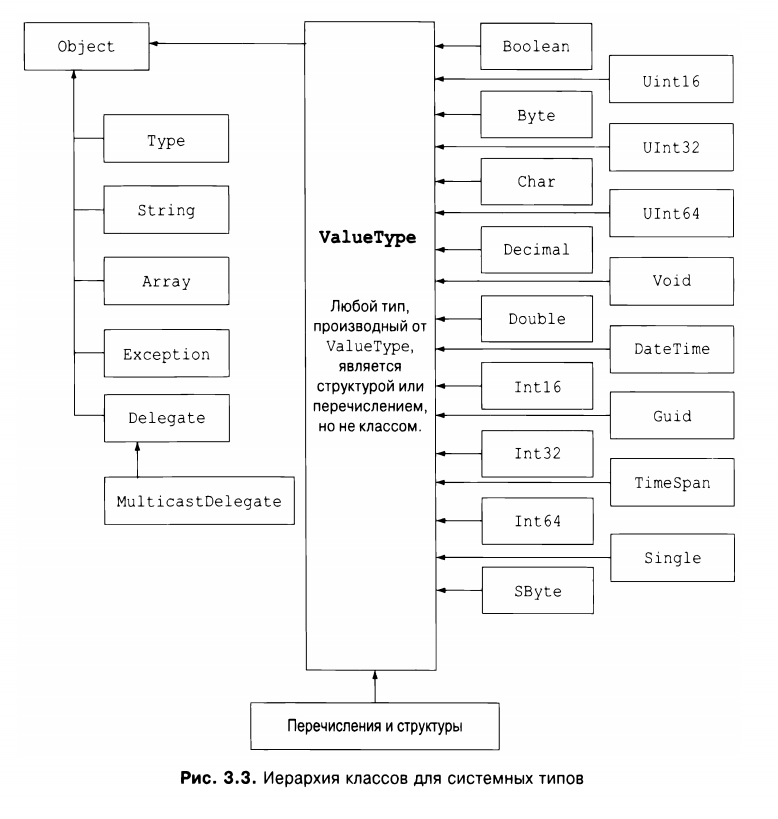 Object
Type
String
Array
Exception
Delegate
MulticastDelegate
ValueType
Любой тип,
производный от
ValueType,
является
структурой или
перечислением,
но не классом.
Boolean
Uint16
Byte
UInt32
Char
UInt64
Decimal
Void
Double
DateTime
Int16
Guid
Int32
TimeSpan
Int64
Single
SByte
Перечисления и структуры
Рис. 3.3. Иерархия классов для системных типов